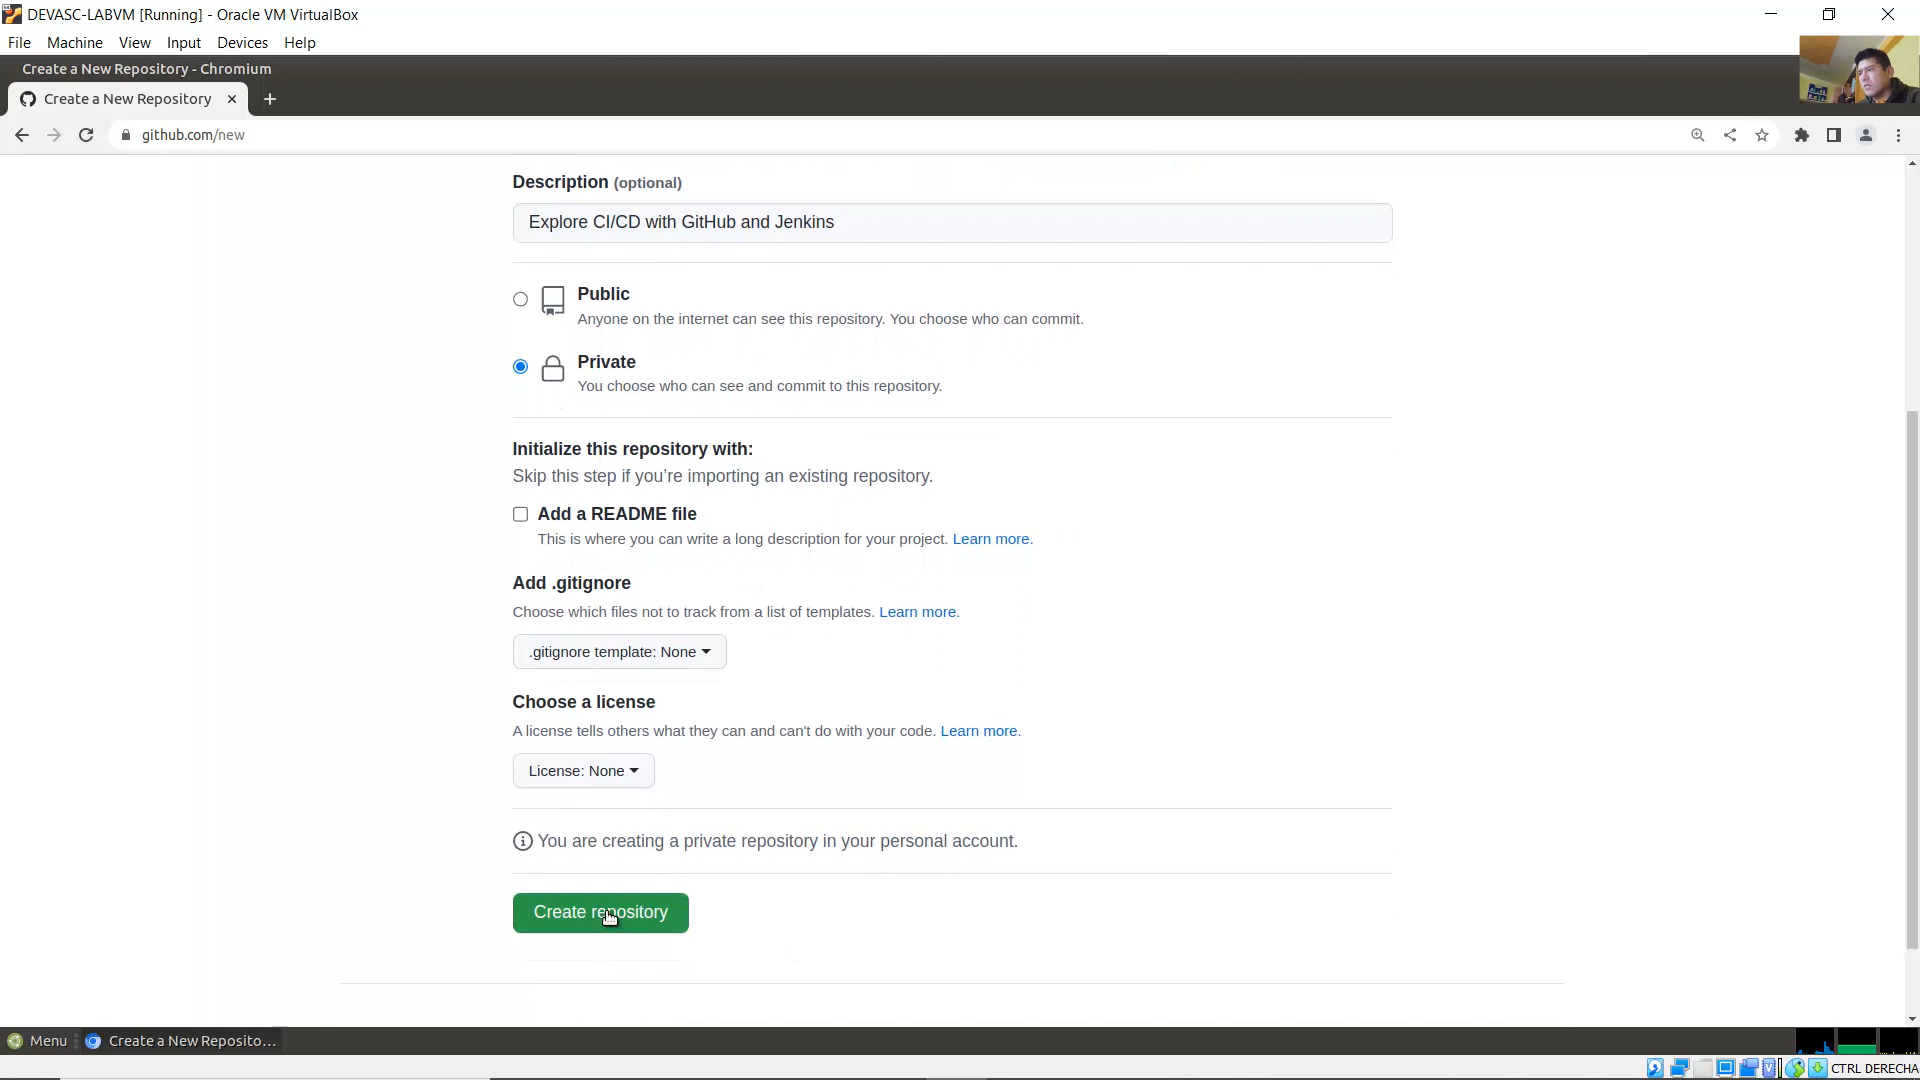 DEVASC-LABVM [Running] - Oracle VM VirtualBox
File Machine View Input Devices Help
Create a New Repository - Chromium
Create a New Repository
github.com/new
Description (optional)
Explore CI/CD with GitHub and Jenkins
Public
Anyone on the internet can see this repository. You choose who can commit.
Private
You choose who can see and commit to this repository.
Initialize this repository with:
Skip this step if you’re importing an existing repository.
Add a README file
This is where you can write a long description for your project. Learn more.
Add .gitignore
Choose which files not to track from a list of templates. Learn more.
.gitignore template: None
Choose a license
A license tells others what they can and can't do with your code. Learn more.
License: None
You are creating a private repository in your personal account.
Create repository
Menu Create a New Reposito...
CTRL DERECHA